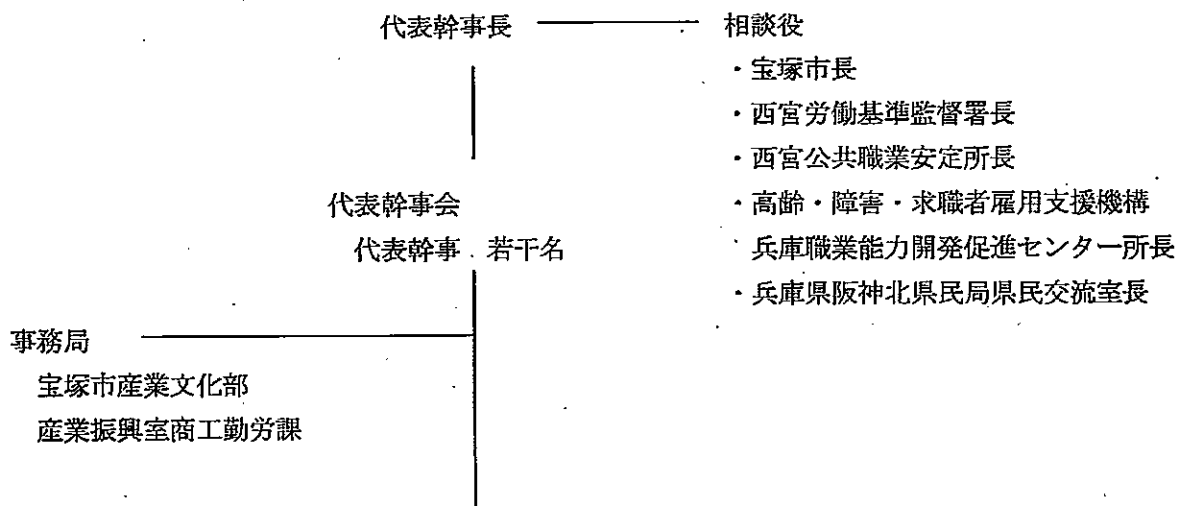 代表幹事長
相談役
・宝塚市長
・西宮労働基準監督署長
・西宮公共職業安定所長
・高齢・障害・求職者雇用支援機構
兵庫職業能力開発促進センター所長
・兵庫県阪神北県民局県民交流室長
代表幹事会
代表幹事 若干名
事務局
宝塚市産業文化部
産業振興室商工勤労課